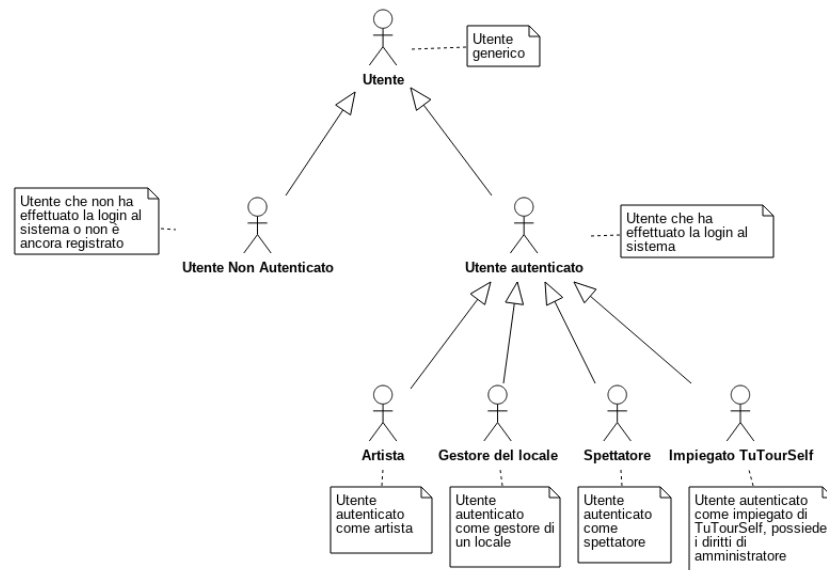 Utente
generico
Utente
Utente che non ha
effettuato la login al
sistema o non è
ancora registrato
Utente che ha
effettuato la login al
sistema
Utente Non Autenticato
Utente autenticato
Artista
Gestore del locale
Spettatore
Impiegato TuTourSelf
Utente
autenticato
come artista
Utente
autenticato
come gestore di
un locale
Utente
autenticato
come
spettatore
Utente autenticato
come impiegato di
TuTourSelf, possiede
i diritti di
amministratore